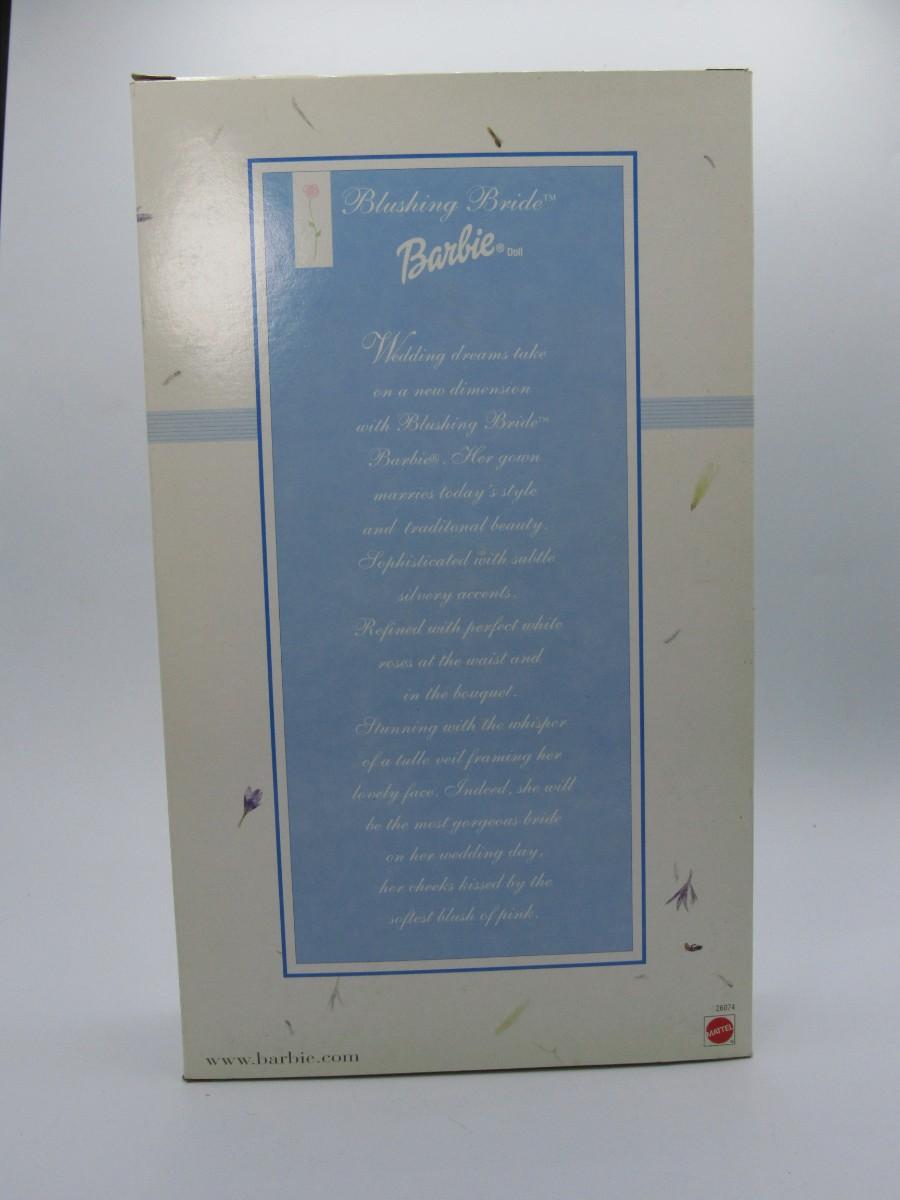 Blushing Bride™
Barbie® Doll
Wedding dreams take
on a new dimension
with Blushing Bride™
Barbie®. Her gown
marries today's style
and traditonal beauty.
Sophisticated with subtle
silvery accents.
Refined with perfect white
roses at the waist and
in the bouquet.
Stunning with the whisper
of a tulle veil framing her
lovely face. Indeed, she will
be the most gorgeous bride
on her wedding day,
her cheeks kissed by the
softest blush of pink.
26074
MATTEL®
www.barbie.com